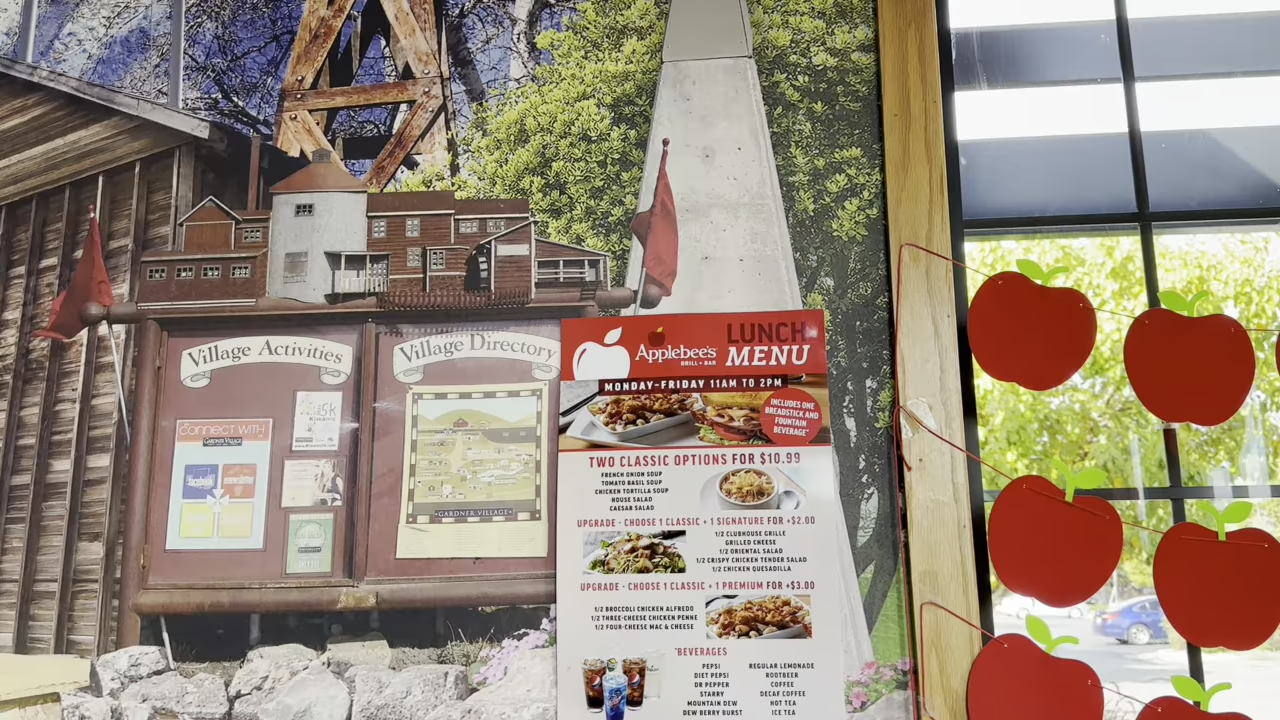 Village Activities
Village Directory
CONNECT WITH
GARDNER VILLAGE
facebook
5k
•GARDNER VILLAGE•
Applebee's
GRILL + BAR
LUNCH
MENU
MONDAY-FRIDAY 11AM TO 2PM
INCLUDES ONE
BREADSTICK AND
FOUNTAIN
BEVERAGE*
TWO CLASSIC OPTIONS FOR $10.99
FRENCH ONION SOUP
TOMATO BASIL SOUP
CHICKEN TORTILLA SOUP
HOUSE SALAD
CAESAR SALAD
UPGRADE - CHOOSE 1 CLASSIC + 1 SIGNATURE FOR +$2.00
1/2 CLUBHOUSE GRILLE
GRILLED CHEESE
1/2 ORIENTAL SALAD
1/2 CRISPY CHICKEN TENDER SALAD
1/2 CHICKEN QUESADILLA
UPGRADE - CHOOSE 1 CLASSIC + 1 PREMIUM FOR +$3.00
1/2 BROCCOLI CHICKEN ALFREDO
1/2 THREE-CHEESE CHICKEN PENNE
1/2 FOUR-CHEESE MAC & CHEESE
*BEVERAGES
PEPSI
DIET PEPSI
DR PEPPER
STARRY
MOUNTAIN DEW
DEW BERRY BURST
REGULAR LEMONADE
ROOTBEER
COFFEE
DECAF COFFEE
HOT TEA
ICE TEA